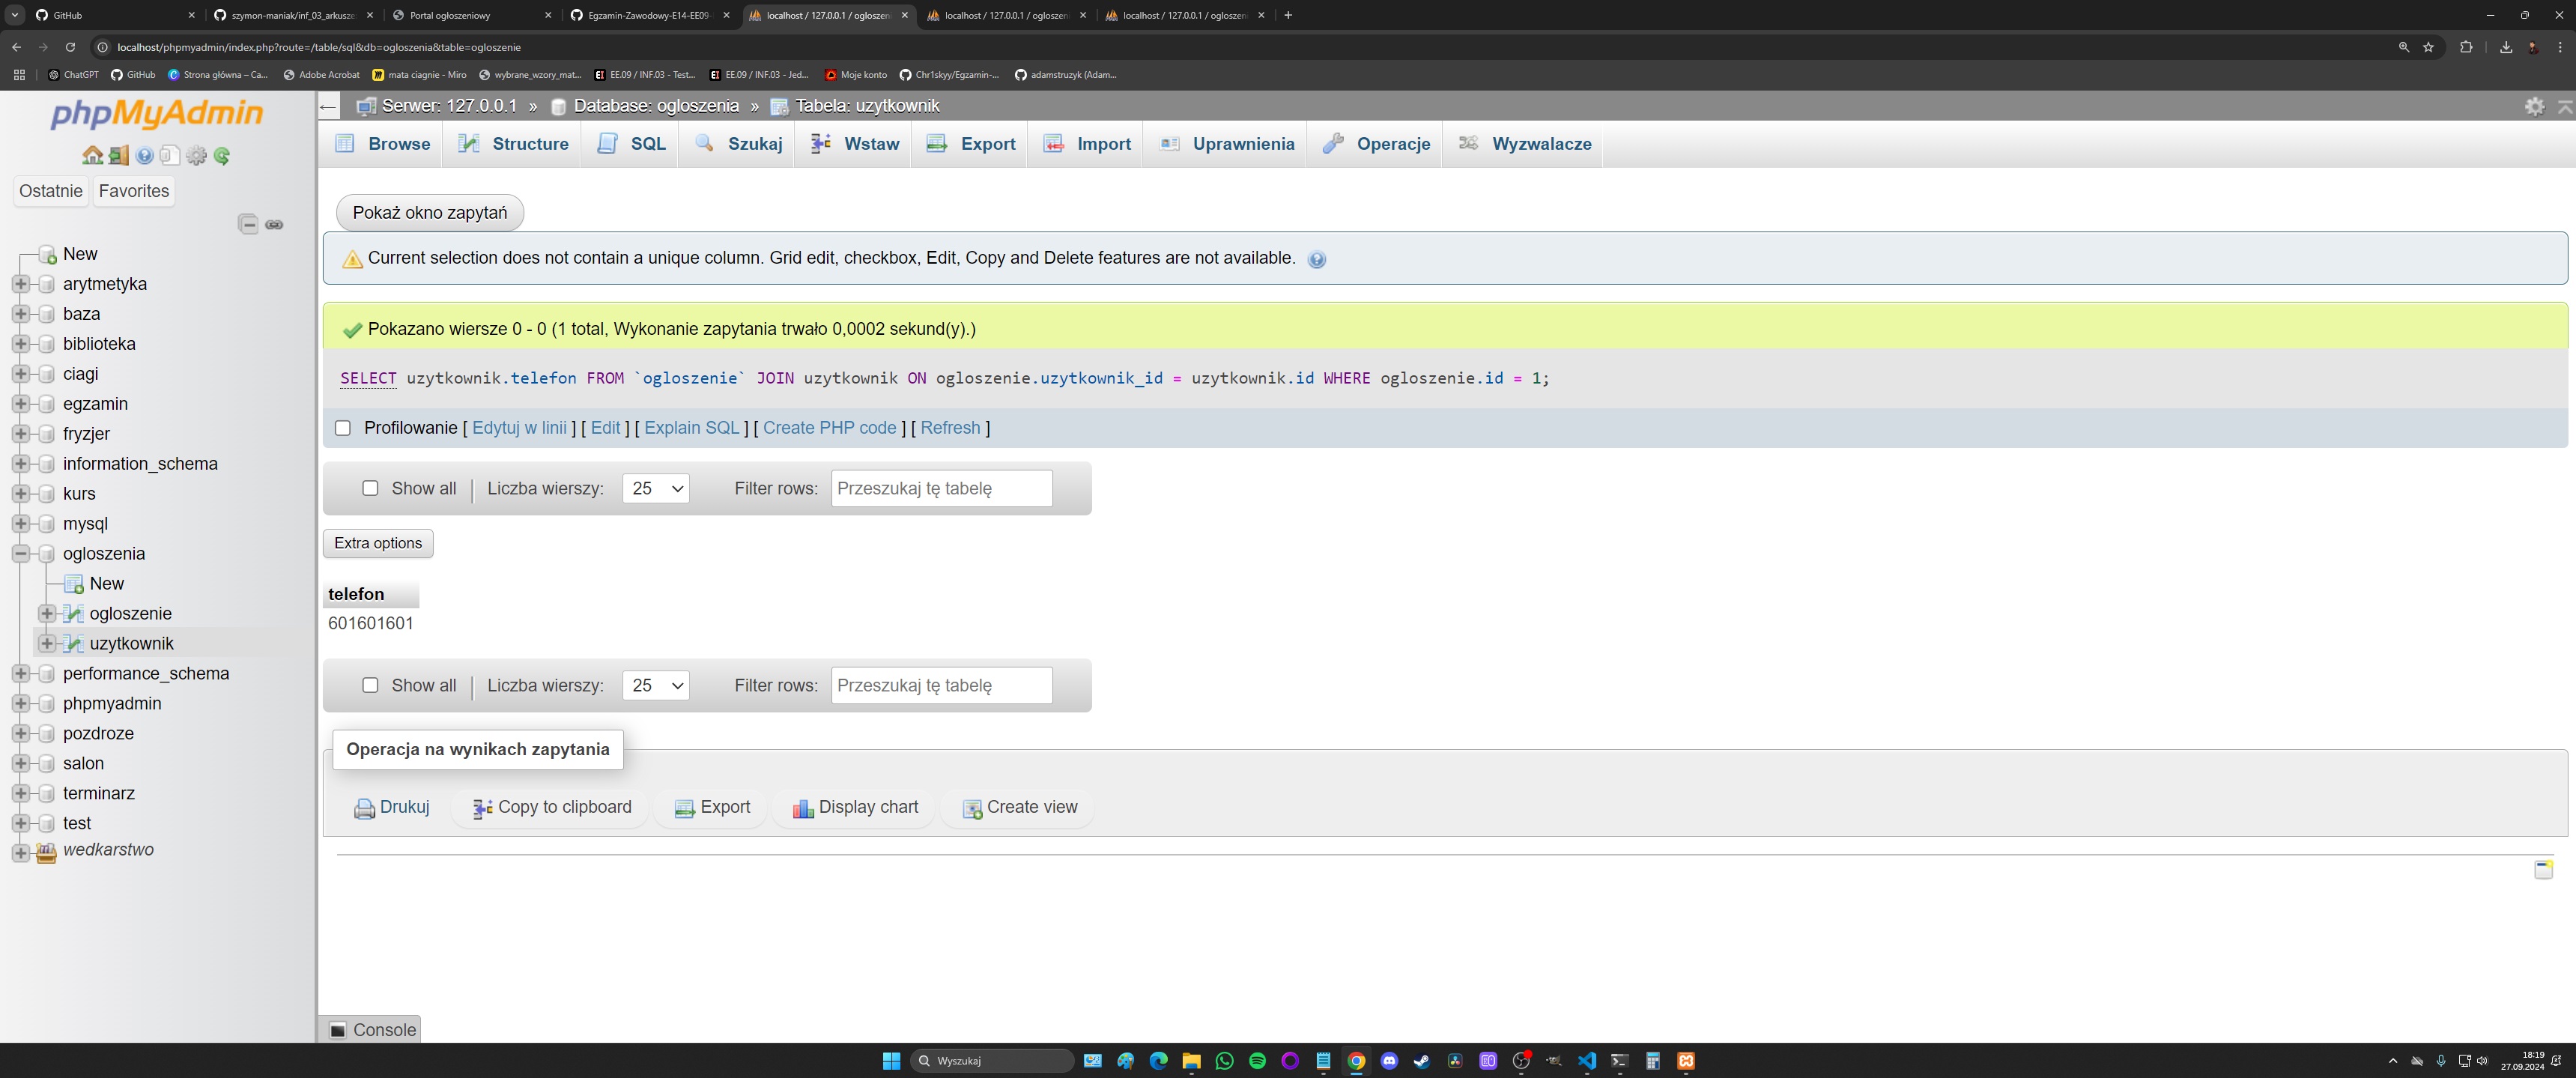 GitHub
szymon-maniak/inf_03_arkusze
Portal ogłoszeniowy
Egzamin-Zawodowy-E14-EE09-
localhost / 127.0.0.1 / ogloszen
localhost / 127.0.0.1 / ogloszen
localhost / 127.0.0.1 / ogloszen
localhost/phpmyadmin/index.php?route=/table/sql&db=ogloszenia&table=ogloszenie
ChatGPT
GitHub
Strona główna – Ca...
Adobe Acrobat
mata ciagnie - Miro
wybrane_wzory_mat...
EE.09 / INF.03 - Test...
EE.09 / INF.03 - Jed...
Moje konto
Chr1skyy/Egzamin-...
adamstruzyk (Adam...
phpMyAdmin
Ostatnie Favorites
New
arytmetyka
baza
biblioteka
ciagi
egzamin
fryzjer
information_schema
kurs
mysql
ogloszenia
New
ogloszenie
uzytkownik
performance_schema
phpmyadmin
pozdroze
salon
terminarz
test
wedkarstwo
Serwer: 127.0.0.1 » Database: ogloszenia » Tabela: uzytkownik
Browse Structure SQL Szukaj Wstaw Export Import Uprawnienia Operacje Wyzwalacze
Pokaż okno zapytań
Current selection does not contain a unique column. Grid edit, checkbox, Edit, Copy and Delete features are not available.
Pokazano wiersze 0 - 0 (1 total, Wykonanie zapytania trwało 0,0002 sekund(y).)
SELECT uzytkownik.telefon FROM `ogloszenie` JOIN uzytkownik ON ogloszenie.uzytkownik_id = uzytkownik.id WHERE ogloszenie.id = 1;
Profilowanie [ Edytuj w linii ] [ Edit ] [ Explain SQL ] [ Create PHP code ] [ Refresh ]
Show all | Liczba wierszy: 25 Filter rows: Przeszukaj tę tabelę
Extra options
telefon
601601601
Show all | Liczba wierszy: 25 Filter rows: Przeszukaj tę tabelę
Operacja na wynikach zapytania
Drukuj Copy to clipboard Export Display chart Create view
Console
Wyszukaj
18:19
27.09.2024